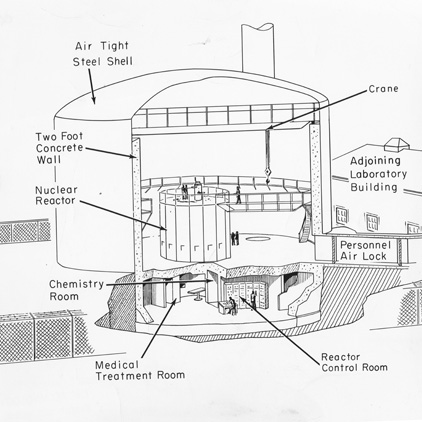 Air Tight
Steel Shell
Crane
Two Foot
Concrete
Wall
Adjoining
Laboratory
Building
Nuclear
Reactor
Personnel
Air Lock
Chemistry
Room
Medical
Treatment Room
Reactor
Control Room